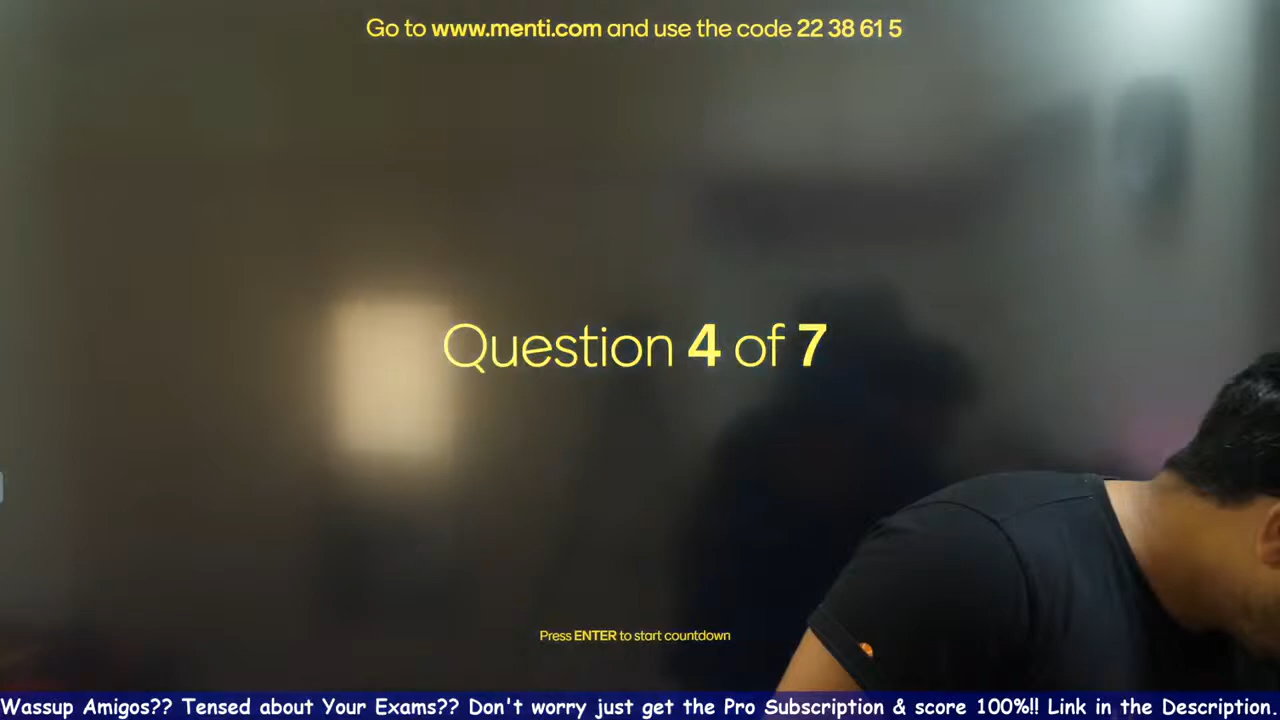 Go to www.menti.com and use the code 22 38 61 5
Question 4 of 7
Press ENTER to start countdown
Wassup Amigos?? Tensed about Your Exams?? Don't worry just get the Pro Subscription & score 100%!! Link in the Description.